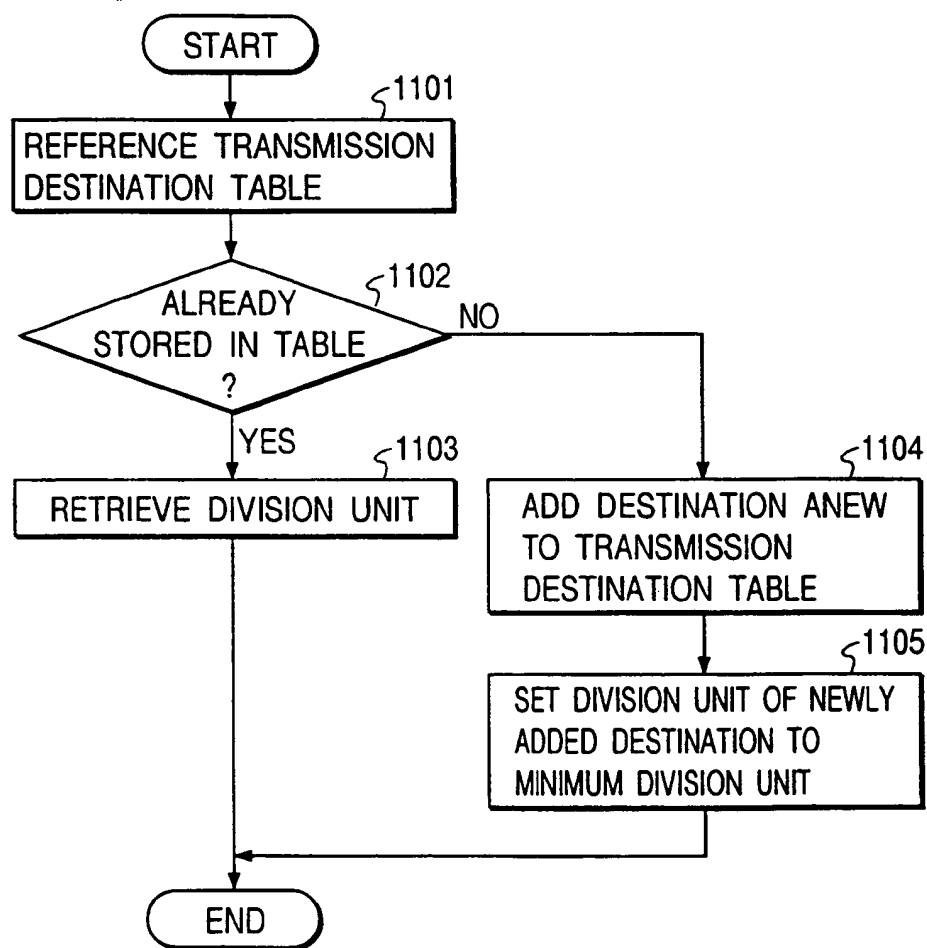 START
1101
REFERENCE TRANSMISSION
DESTINATION TABLE
1102
ALREADY
STORED IN TABLE
?
NO
YES
1103
RETRIEVE DIVISION UNIT
1104
ADD DESTINATION ANEW
TO TRANSMISSION
DESTINATION TABLE
1105
SET DIVISION UNIT OF NEWLY
ADDED DESTINATION TO
MINIMUM DIVISION UNIT
END